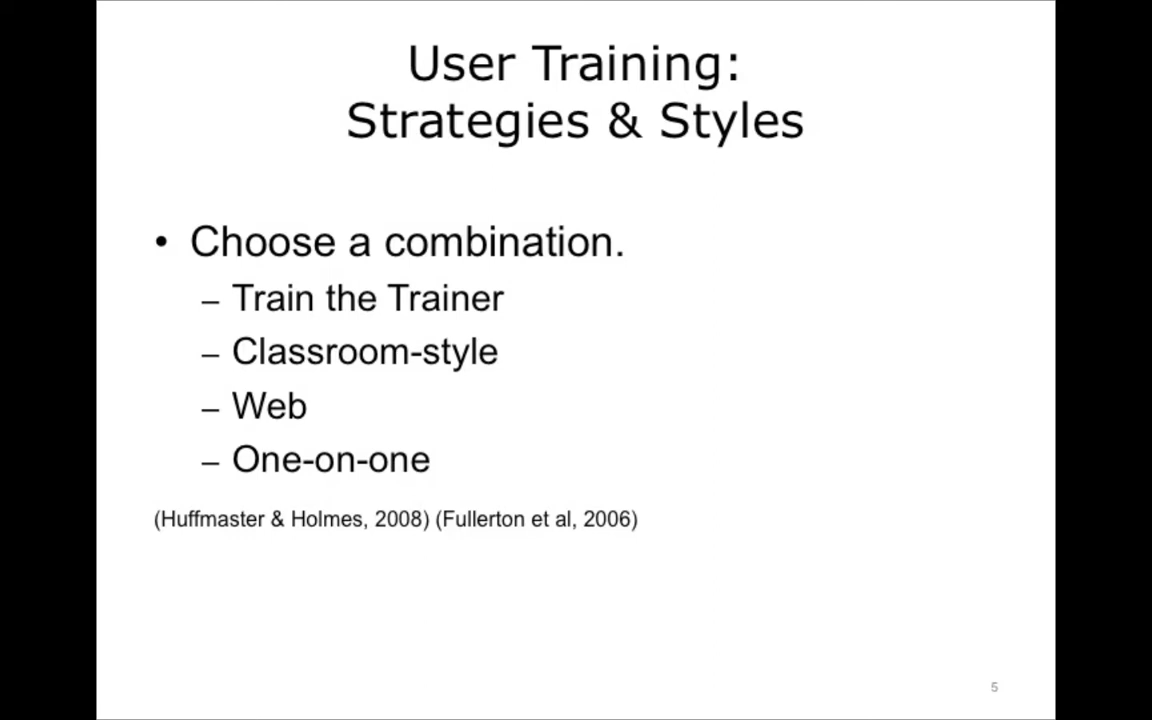 User Training:
Strategies & Styles
• Choose a combination.
– Train the Trainer
– Classroom-style
– Web
– One-on-one
(Huffmaster & Holmes, 2008) (Fullerton et al, 2006)
5